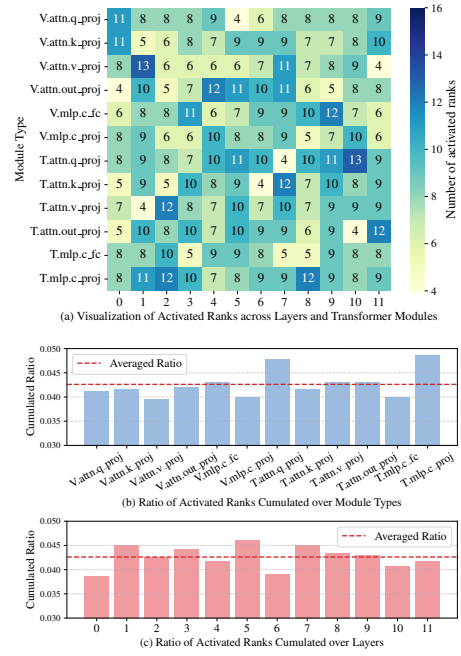 V.attn.q_proj 11 8 8 8 9 4 6 8 8 8 8 9
V.attn.k_proj 11 5 6 8 7 9 9 9 7 7 8 10
V.attn.v_proj 8 13 6 6 6 6 7 11 8 9 11 4
V.attn.out_proj 4 10 5 7 12 11 10 11 6 5 8 8
V.mlp.c_fc 6 8 8 11 6 7 9 9 9 12 7 9
V.mlp.c_proj 8 9 6 6 10 8 8 9 5 7 10 6
T.attn.q_proj 8 9 8 7 10 11 10 4 10 11 13 9
T.attn.k_proj 5 9 5 10 8 9 4 12 7 10 8 9
T.attn.v_proj 7 4 12 8 7 10 7 10 7 9 9 9
T.attn.out_proj 5 10 8 10 7 10 9 9 9 10 4 12
T.mlp.c_fc 8 8 10 5 9 9 8 5 5 9 9 9
T.mlp.c_proj 8 11 12 10 7 8 9 9 12 9 9 9
0 1 2 3 4 5 6 7 8 9 10 11
Module Type
16
14
12
10
8
6
4
Number of activated ranks
(a) Visualization of Activated Ranks across Layers and Transformer Modules
Cumulated Ratio
0.050
0.045
0.040
0.035
0.030
Averaged Ratio
V.attn.q_proj V.attn.k_proj V.attn.v_proj V.attn.out_proj V.mlp.c_fc V.mlp.c_proj T.attn.q_proj T.attn.k_proj T.attn.v_proj T.attn.out_proj T.mlp.c_fc T.mlp.c_proj
(b) Ratio of Activated Ranks Cumulated over Module Types
Cumulated Ratio
0.050
0.045
0.040
0.035
0.030
Averaged Ratio
0 1 2 3 4 5 6 7 8 9 10 11
(c) Ratio of Activated Ranks Cumulated over Layers